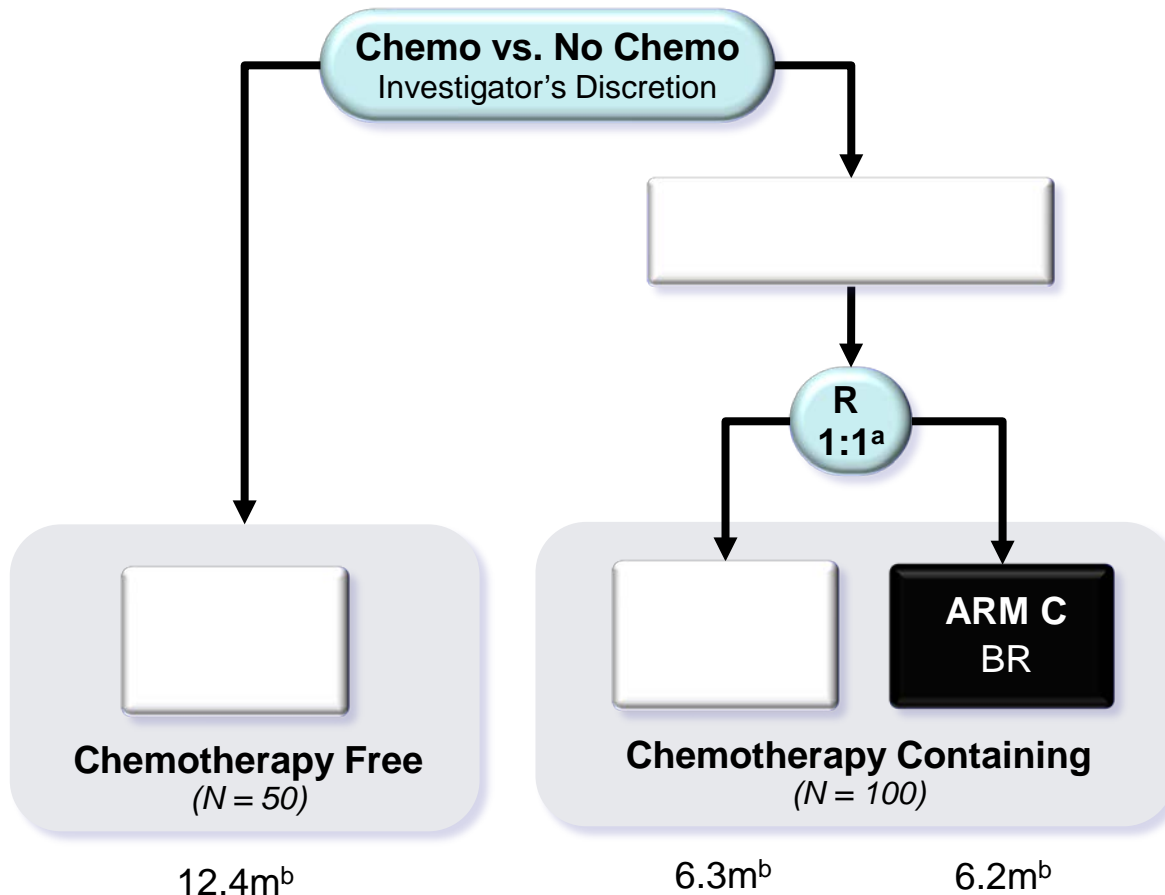 Chemo vs. No Chemo
Investigator’s Discretion
R
1:1ᵃ
ARM C
BR
Chemotherapy Free
(N = 50)
Chemotherapy Containing
(N = 100)
12.4mᵇ
6.3mᵇ
6.2mᵇ